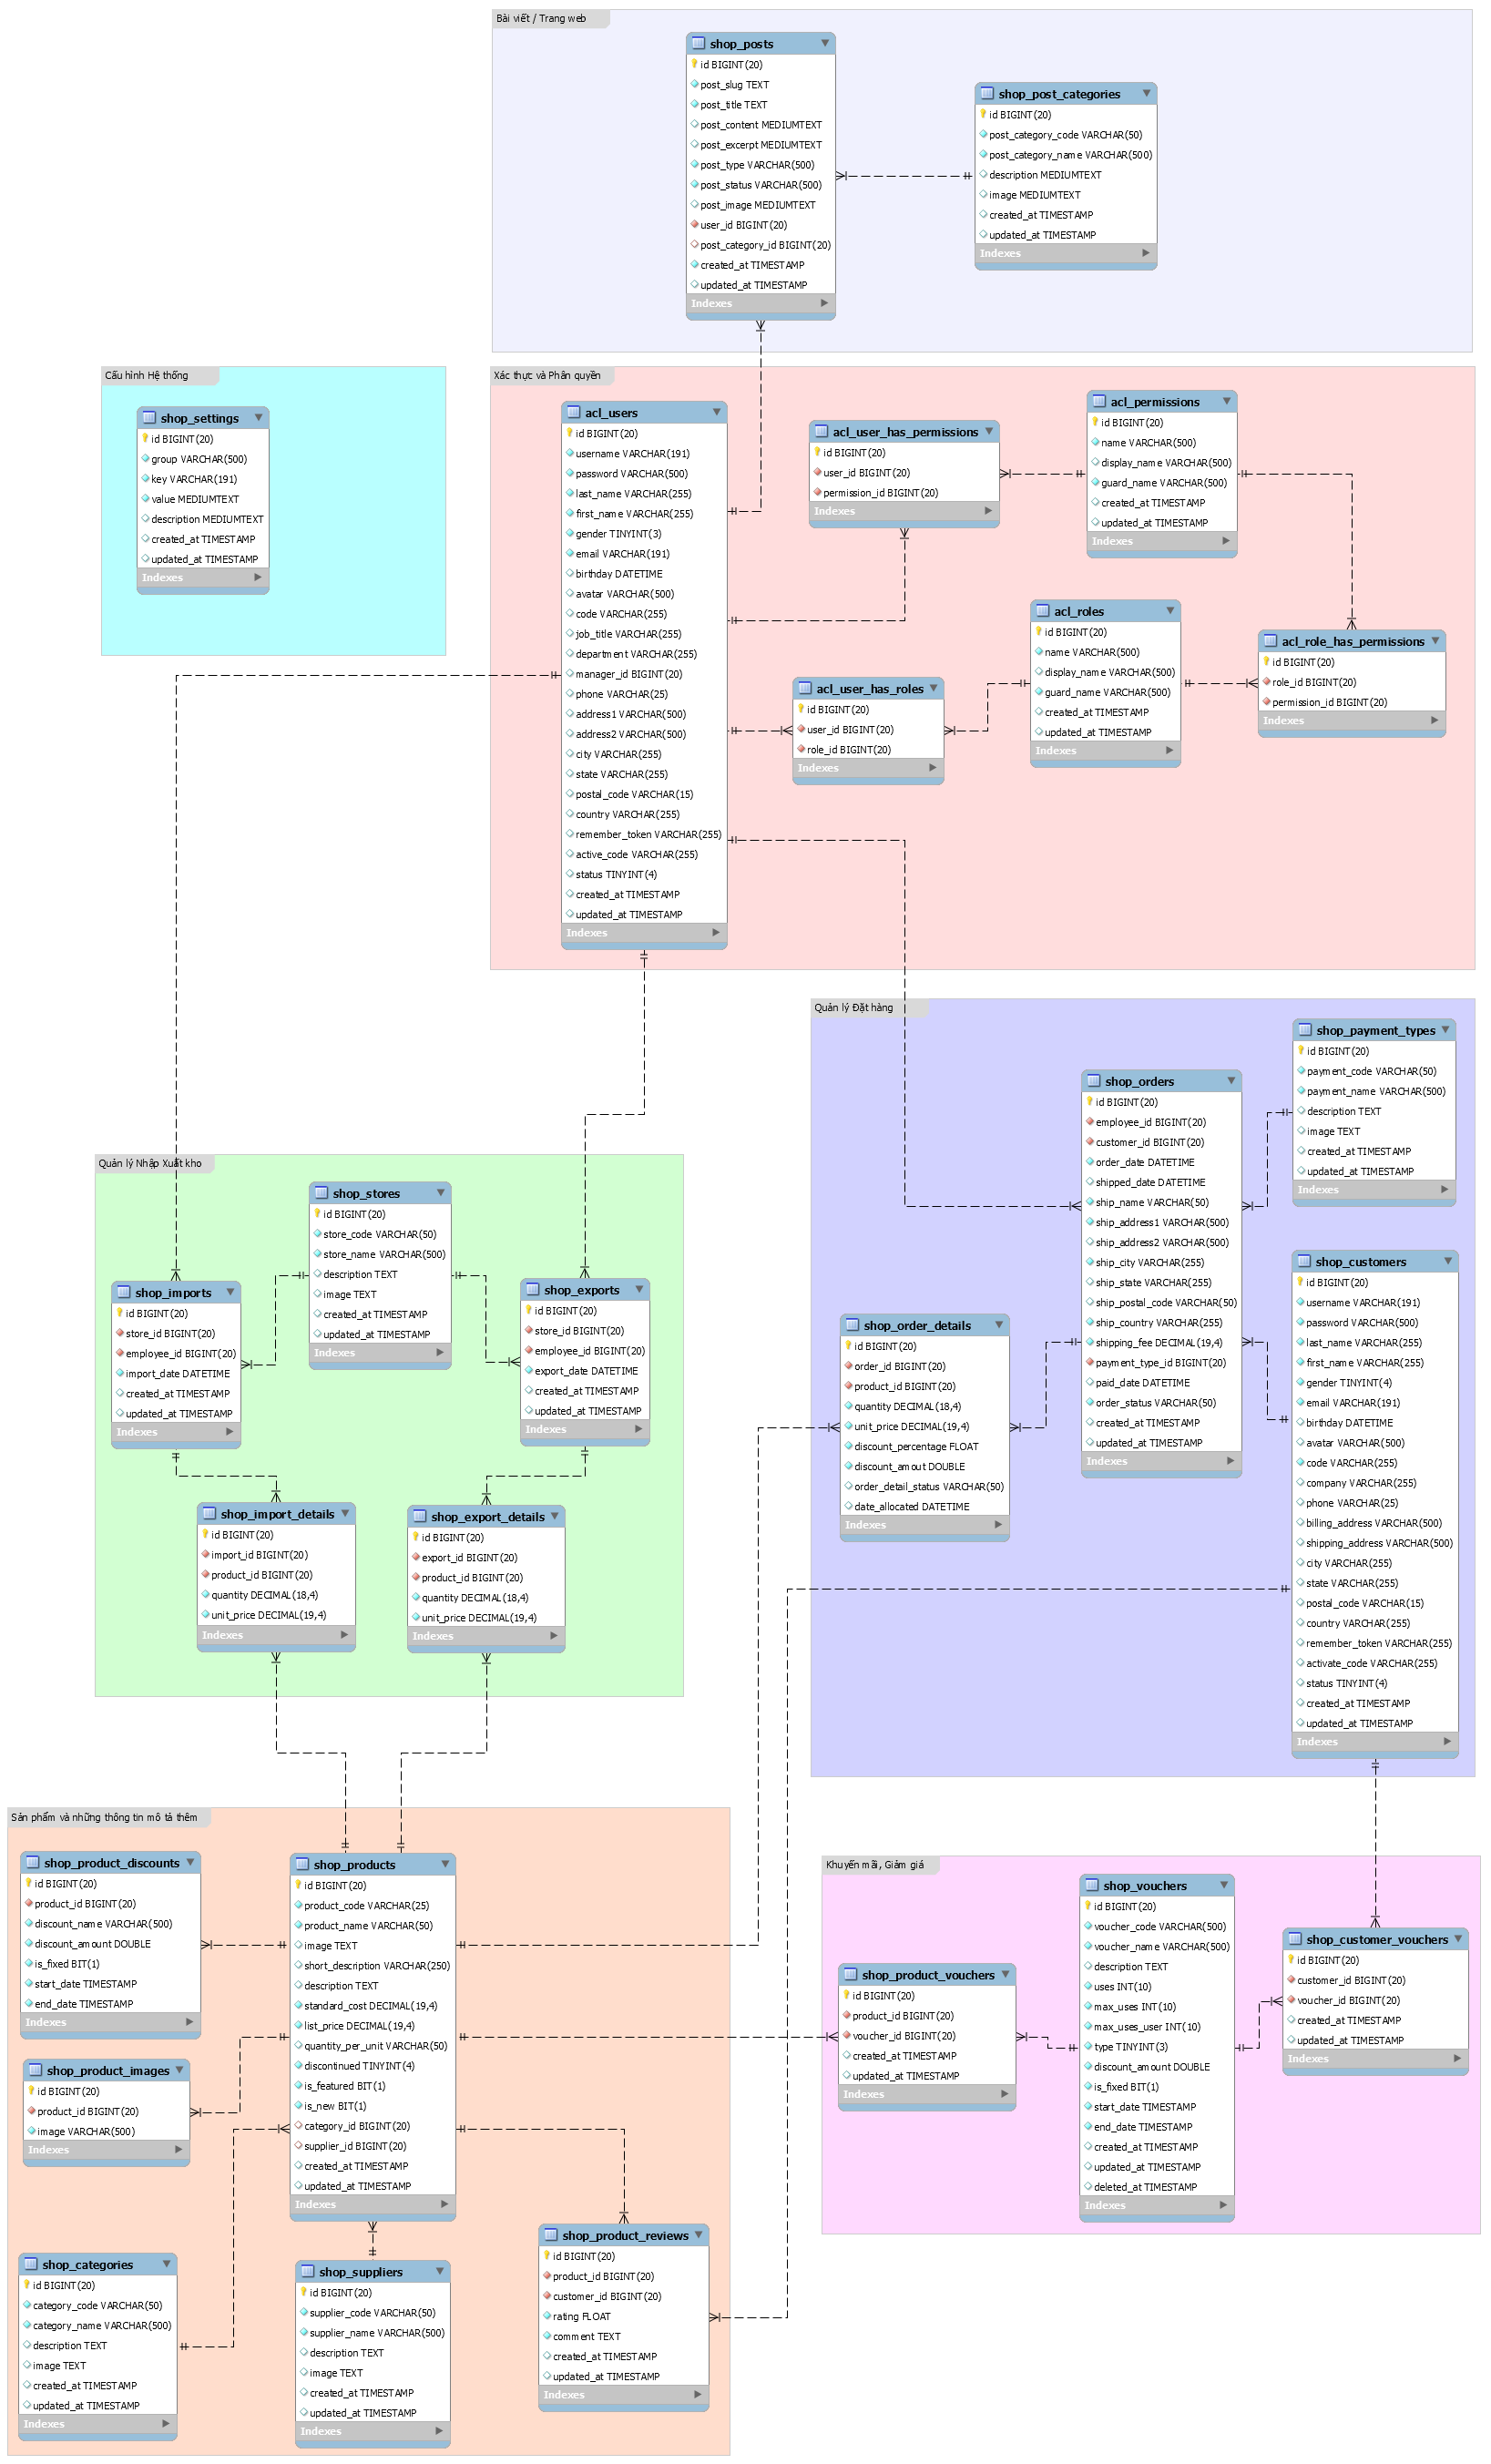 Bài viết / Trang web
shop_posts
id BIGINT(20)
post_slug TEXT
post_title TEXT
post_content MEDIUMTEXT
post_excerpt MEDIUMTEXT
post_type VARCHAR(500)
post_status VARCHAR(500)
post_image MEDIUMTEXT
user_id BIGINT(20)
post_category_id BIGINT(20)
created_at TIMESTAMP
updated_at TIMESTAMP
Indexes
shop_post_categories
id BIGINT(20)
post_category_code VARCHAR(50)
post_category_name VARCHAR(500)
description MEDIUMTEXT
image MEDIUMTEXT
created_at TIMESTAMP
updated_at TIMESTAMP
Indexes
Cấu hình Hệ thống
shop_settings
id BIGINT(20)
group VARCHAR(500)
key VARCHAR(191)
value MEDIUMTEXT
description MEDIUMTEXT
created_at TIMESTAMP
updated_at TIMESTAMP
Indexes
Xác thực và Phân quyền
acl_users
id BIGINT(20)
username VARCHAR(191)
password VARCHAR(500)
last_name VARCHAR(255)
first_name VARCHAR(255)
gender TINYINT(3)
email VARCHAR(191)
birthday DATETIME
avatar VARCHAR(500)
code VARCHAR(255)
job_title VARCHAR(255)
department VARCHAR(255)
manager_id BIGINT(20)
phone VARCHAR(25)
address1 VARCHAR(500)
address2 VARCHAR(500)
city VARCHAR(255)
state VARCHAR(255)
postal_code VARCHAR(15)
country VARCHAR(255)
remember_token VARCHAR(255)
active_code VARCHAR(255)
status TINYINT(4)
created_at TIMESTAMP
updated_at TIMESTAMP
Indexes
acl_user_has_permissions
id BIGINT(20)
user_id BIGINT(20)
permission_id BIGINT(20)
Indexes
acl_permissions
id BIGINT(20)
name VARCHAR(500)
display_name VARCHAR(500)
guard_name VARCHAR(500)
created_at TIMESTAMP
updated_at TIMESTAMP
Indexes
acl_user_has_roles
id BIGINT(20)
user_id BIGINT(20)
role_id BIGINT(20)
Indexes
acl_roles
id BIGINT(20)
name VARCHAR(500)
display_name VARCHAR(500)
guard_name VARCHAR(500)
created_at TIMESTAMP
updated_at TIMESTAMP
Indexes
acl_role_has_permissions
id BIGINT(20)
role_id BIGINT(20)
permission_id BIGINT(20)
Indexes
Quản lý Đặt hàng
shop_payment_types
id BIGINT(20)
payment_code VARCHAR(50)
payment_name VARCHAR(500)
description TEXT
image TEXT
created_at TIMESTAMP
updated_at TIMESTAMP
Indexes
shop_orders
id BIGINT(20)
employee_id BIGINT(20)
customer_id BIGINT(20)
order_date DATETIME
shipped_date DATETIME
ship_name VARCHAR(50)
ship_address1 VARCHAR(500)
ship_address2 VARCHAR(500)
ship_city VARCHAR(255)
ship_state VARCHAR(255)
ship_postal_code VARCHAR(50)
ship_country VARCHAR(255)
shipping_fee DECIMAL(19,4)
payment_type_id BIGINT(20)
paid_date DATETIME
order_status VARCHAR(50)
created_at TIMESTAMP
updated_at TIMESTAMP
Indexes
shop_customers
id BIGINT(20)
username VARCHAR(191)
password VARCHAR(500)
last_name VARCHAR(255)
first_name VARCHAR(255)
gender TINYINT(4)
email VARCHAR(191)
birthday DATETIME
avatar VARCHAR(500)
code VARCHAR(255)
company VARCHAR(255)
phone VARCHAR(25)
billing_address VARCHAR(500)
shipping_address VARCHAR(500)
city VARCHAR(255)
state VARCHAR(255)
postal_code VARCHAR(15)
country VARCHAR(255)
remember_token VARCHAR(255)
activate_code VARCHAR(255)
status TINYINT(4)
created_at TIMESTAMP
updated_at TIMESTAMP
Indexes
shop_order_details
id BIGINT(20)
order_id BIGINT(20)
product_id BIGINT(20)
quantity DECIMAL(18,4)
unit_price DECIMAL(19,4)
discount_percentage FLOAT
discount_amout DOUBLE
order_detail_status VARCHAR(50)
date_allocated DATETIME
Indexes
Quản lý Nhập Xuất kho
shop_stores
id BIGINT(20)
store_code VARCHAR(50)
store_name VARCHAR(500)
description TEXT
image TEXT
created_at TIMESTAMP
updated_at TIMESTAMP
Indexes
shop_imports
id BIGINT(20)
store_id BIGINT(20)
employee_id BIGINT(20)
import_date DATETIME
created_at TIMESTAMP
updated_at TIMESTAMP
Indexes
shop_exports
id BIGINT(20)
store_id BIGINT(20)
employee_id BIGINT(20)
export_date DATETIME
created_at TIMESTAMP
updated_at TIMESTAMP
Indexes
shop_import_details
id BIGINT(20)
import_id BIGINT(20)
product_id BIGINT(20)
quantity DECIMAL(18,4)
unit_price DECIMAL(19,4)
Indexes
shop_export_details
id BIGINT(20)
export_id BIGINT(20)
product_id BIGINT(20)
quantity DECIMAL(18,4)
unit_price DECIMAL(19,4)
Indexes
Sản phẩm và những thông tin mô tả thêm
shop_product_discounts
id BIGINT(20)
product_id BIGINT(20)
discount_name VARCHAR(500)
discount_amount DOUBLE
is_fixed BIT(1)
start_date TIMESTAMP
end_date TIMESTAMP
Indexes
shop_products
id BIGINT(20)
product_code VARCHAR(25)
product_name VARCHAR(50)
image TEXT
short_description VARCHAR(250)
description TEXT
standard_cost DECIMAL(19,4)
list_price DECIMAL(19,4)
quantity_per_unit VARCHAR(50)
discontinued TINYINT(4)
is_featured BIT(1)
is_new BIT(1)
category_id BIGINT(20)
supplier_id BIGINT(20)
created_at TIMESTAMP
updated_at TIMESTAMP
Indexes
shop_product_images
id BIGINT(20)
product_id BIGINT(20)
image VARCHAR(500)
Indexes
shop_categories
id BIGINT(20)
category_code VARCHAR(50)
category_name VARCHAR(500)
description TEXT
image TEXT
created_at TIMESTAMP
updated_at TIMESTAMP
Indexes
shop_suppliers
id BIGINT(20)
supplier_code VARCHAR(50)
supplier_name VARCHAR(500)
description TEXT
image TEXT
created_at TIMESTAMP
updated_at TIMESTAMP
Indexes
shop_product_reviews
id BIGINT(20)
product_id BIGINT(20)
customer_id BIGINT(20)
rating FLOAT
comment TEXT
created_at TIMESTAMP
updated_at TIMESTAMP
Indexes
Khuyến mãi, Giảm giá
shop_vouchers
id BIGINT(20)
voucher_code VARCHAR(500)
voucher_name VARCHAR(500)
description TEXT
uses INT(10)
max_uses INT(10)
max_uses_user INT(10)
type TINYINT(3)
discount_amount DOUBLE
is_fixed BIT(1)
start_date TIMESTAMP
end_date TIMESTAMP
created_at TIMESTAMP
updated_at TIMESTAMP
deleted_at TIMESTAMP
Indexes
shop_product_vouchers
id BIGINT(20)
product_id BIGINT(20)
voucher_id BIGINT(20)
created_at TIMESTAMP
updated_at TIMESTAMP
Indexes
shop_customer_vouchers
id BIGINT(20)
customer_id BIGINT(20)
voucher_id BIGINT(20)
created_at TIMESTAMP
updated_at TIMESTAMP
Indexes